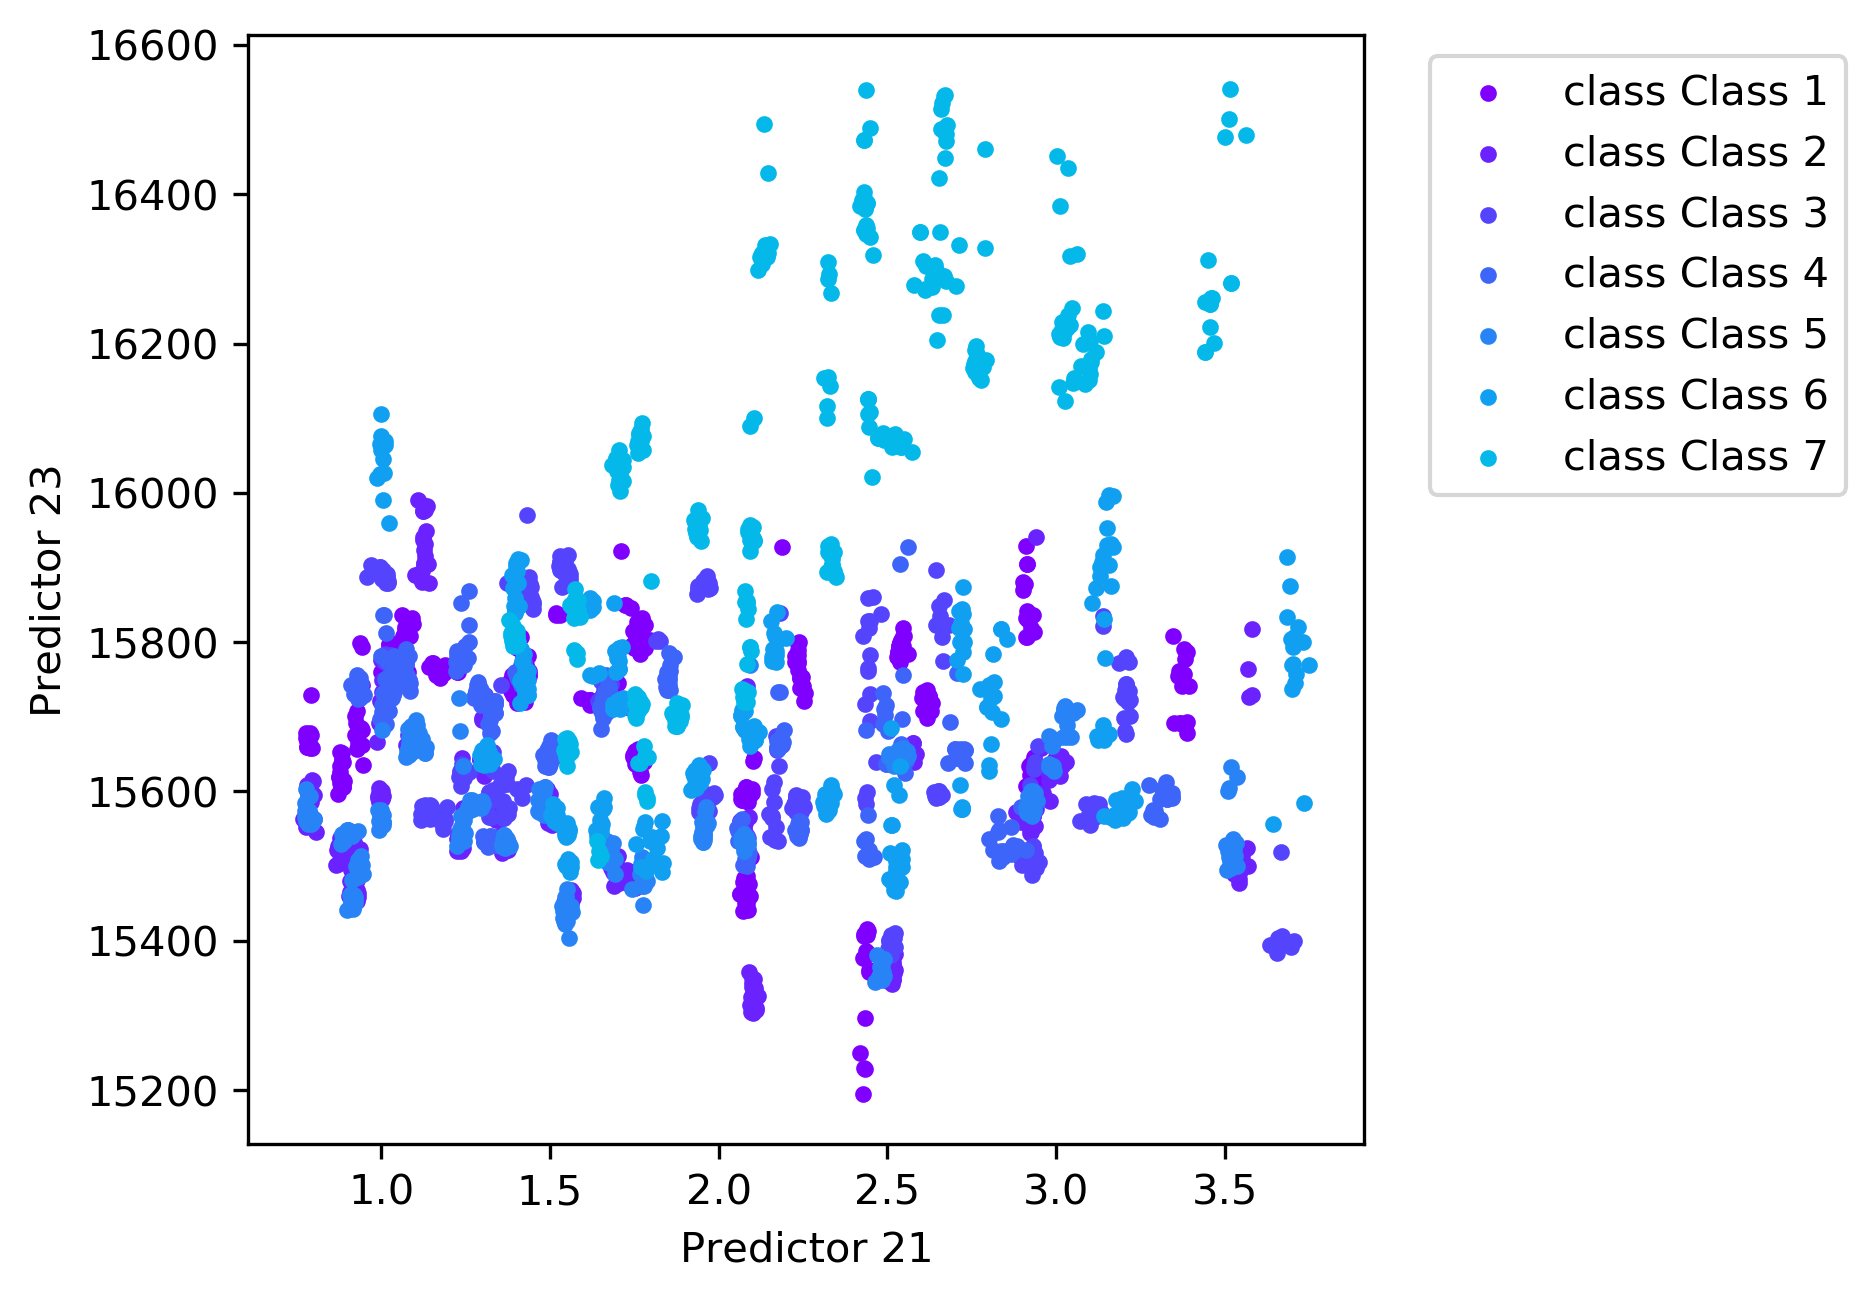 16600
16400
16200
16000
15800
15600
15400
15200
Predictor 23
1.0 1.5 2.0 2.5 3.0 3.5
Predictor 21
class Class 1
class Class 2
class Class 3
class Class 4
class Class 5
class Class 6
class Class 7